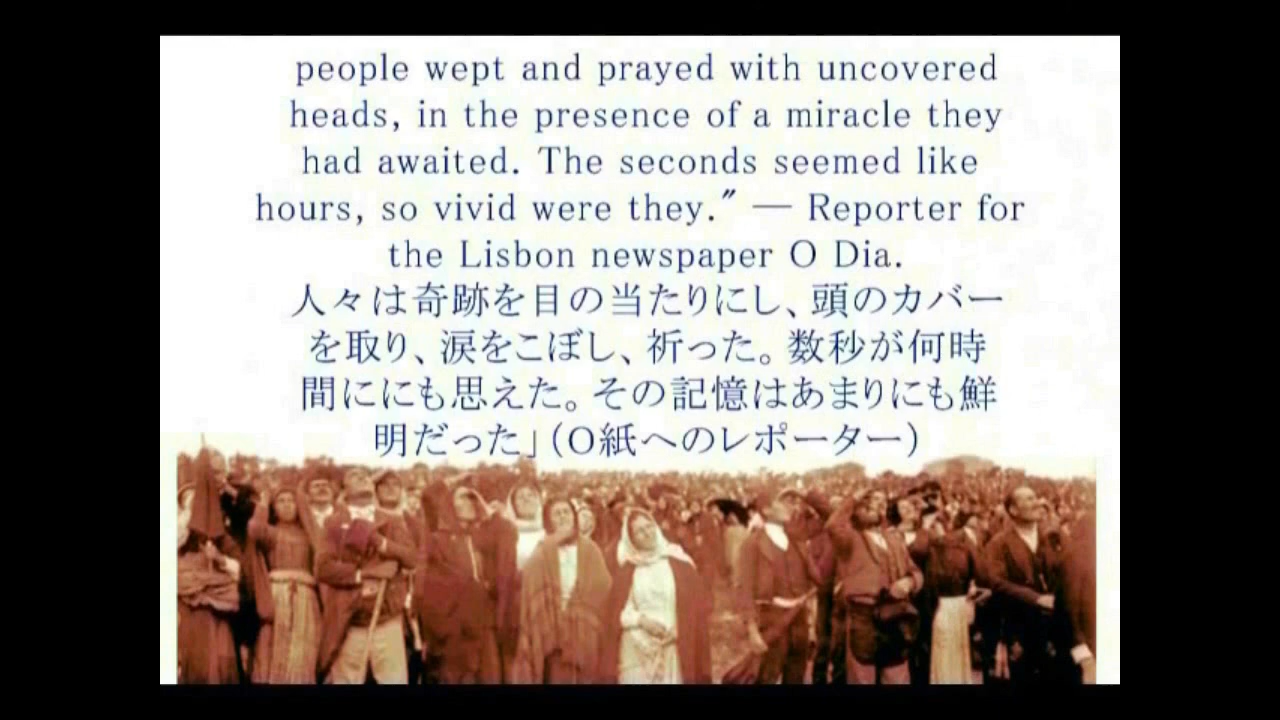 people wept and prayed with uncovered
heads, in the presence of a miracle they
had awaited. The seconds seemed like
hours, so vivid were they.″ — Reporter for
the Lisbon newspaper O Dia.
人々は奇跡を目の当たりにし、頭のカバー
を取り、涙をこぼし、祈った。数秒が何時
間ににも思えた。その記憶はあまりにも鮮
明だった」（O紙へのレポーター）